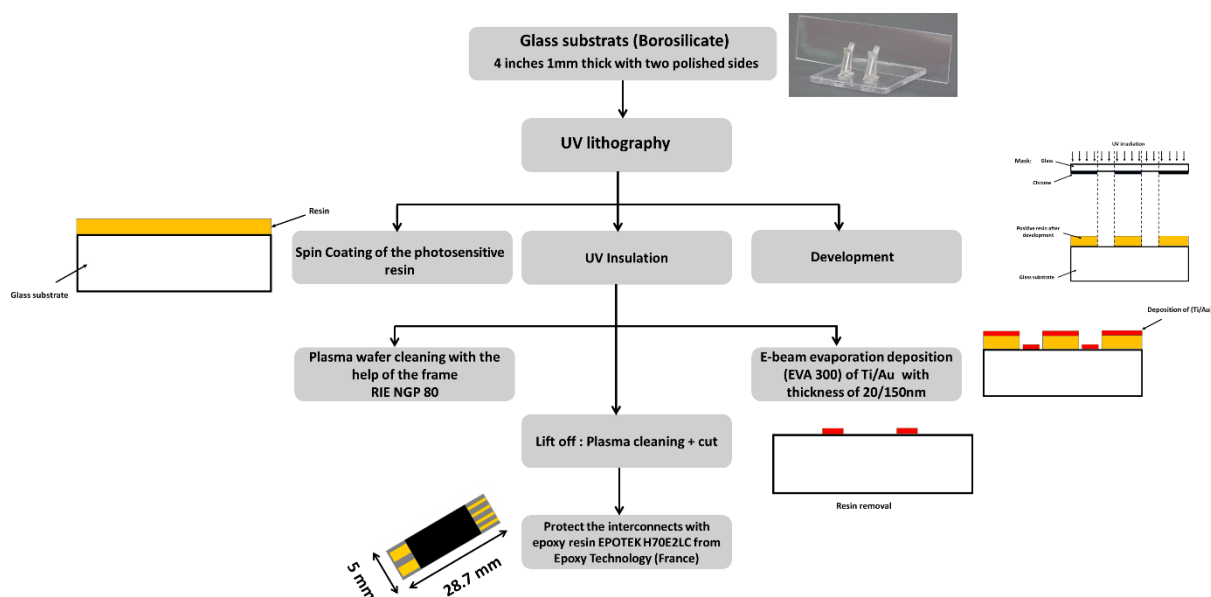 Glass substrats (Borosilicate)
4 inches 1mm thick with two polished sides
UV lithography
UV irradiation
Mask:
Glass
Chrome
Positive resin after
development
Glass substrate
Resin
Glass substrate
Spin Coating of the photosensitive
resin
UV Insulation
Development
Deposition of (Ti/Au)
Plasma wafer cleaning with the
help of the frame
RIE NGP 80
E-beam evaporation deposition
(EVA 300) of Ti/Au with
thickness of 20/150nm
Lift off : Plasma cleaning + cut
Resin removal
Protect the interconnects with
epoxy resin EPOTEK H70E2LC from
Epoxy Technology (France)
5 mm
28.7 mm